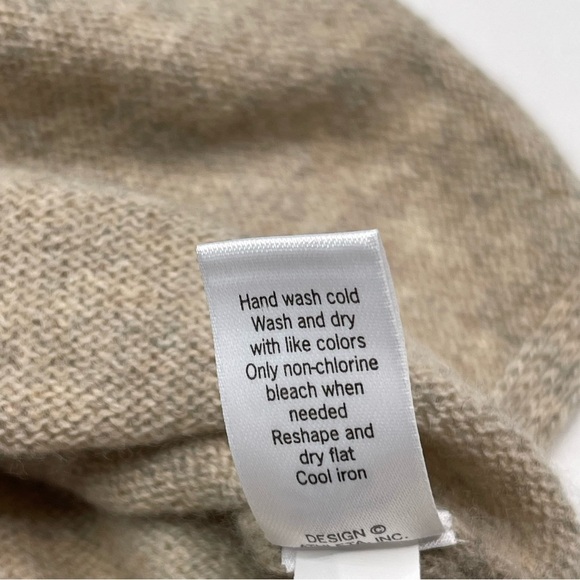 Hand wash cold
Wash and dry
with like colors
Only non-chlorine
bleach when
needed
Reshape and
dry flat
Cool iron
DESIGN ©
INC.